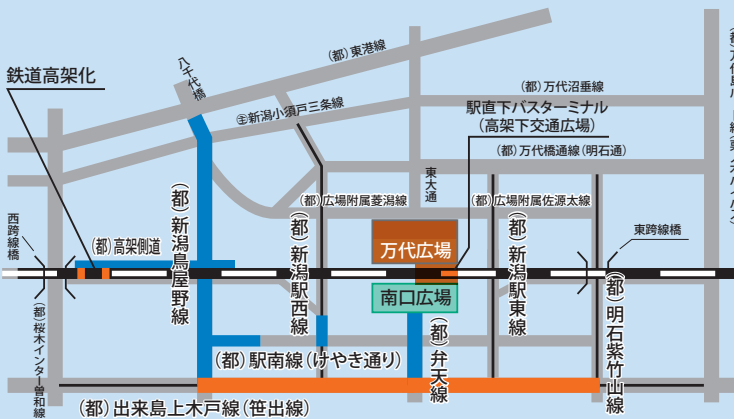 鉄道高架化
八千代橋
(都)東港線
(都)万代沼垂線
㊤新潟小須戸三条線
駅直下バスターミナル
(高架下交通広場)
(都)万代橋通線(明石通)
東大通
(都)広場附属菱潟線
(都)広場附属佐源太線
西跨線橋
(都)高架側道
(都)新潟鳥屋野線
(都)新潟駅西線
万代広場
(都)新潟駅東線
東跨線橋
南口広場
(都)桜木インター曽和線
(都)駅南線(けやき通り)
(都)弁天線
(都)明石紫竹山線
(都)出来島上木戸線(笹出線)